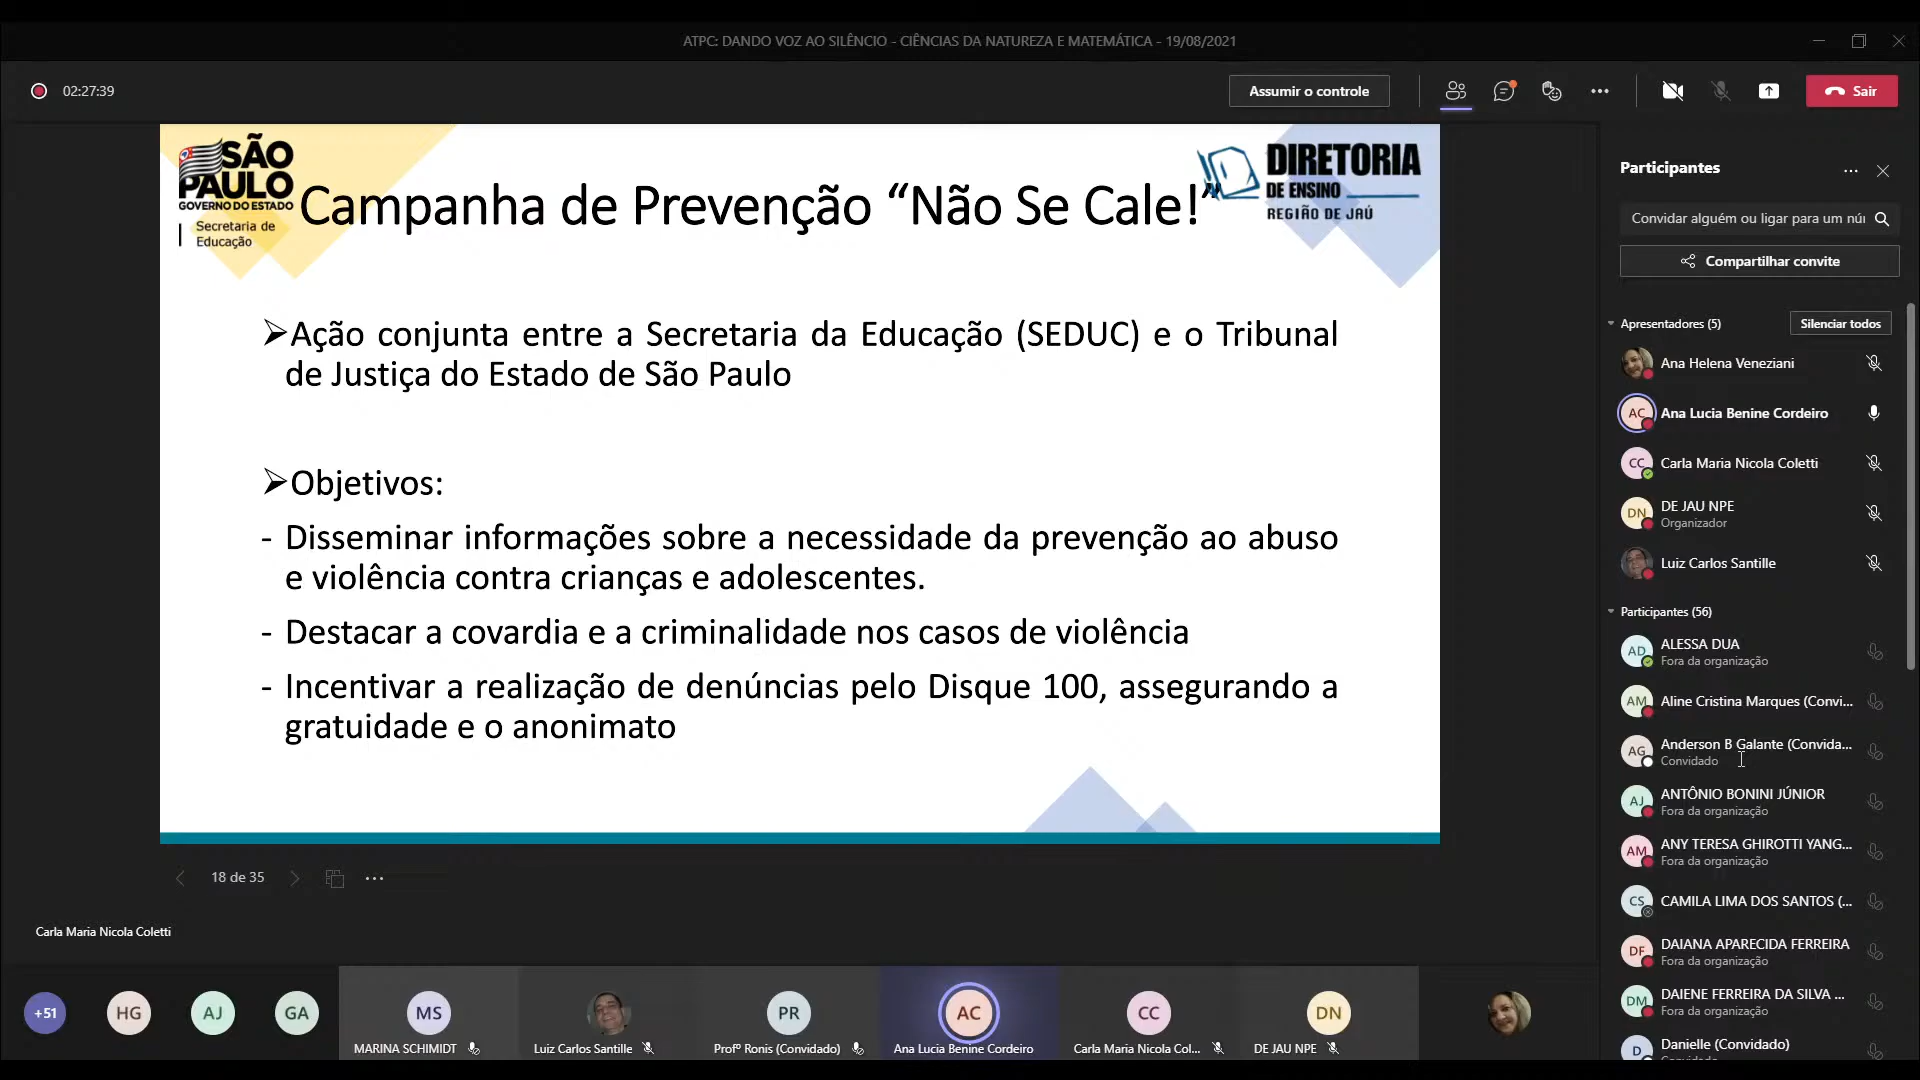 ATPC: DANDO VOZ AO SILÊNCIO - CIÊNCIAS DA NATUREZA E MATEMÁTICA - 19/08/2021
02:27:39
Assumir o controle
Sair
SÃO
PAULO
GOVERNO DO ESTADO
Secretaria de
Educação
Campanha de Prevenção “Não Se Cale!”
DIRETORIA
DE ENSINO
REGIÃO DE JAÚ
➢Ação conjunta entre a Secretaria da Educação (SEDUC) e o Tribunal
de Justiça do Estado de São Paulo
➢Objetivos:
- Disseminar informações sobre a necessidade da prevenção ao abuso
e violência contra crianças e adolescentes.
- Destacar a covardia e a criminalidade nos casos de violência
- Incentivar a realização de denúncias pelo Disque 100, assegurando a
gratuidade e o anonimato
18 de 35
Carla Maria Nicola Coletti
Participantes
Convidar alguém ou ligar para um núi
Compartilhar convite
Apresentadores (5)
Silenciar todos
Ana Helena Veneziani
AC
Ana Lucia Benine Cordeiro
CC
Carla Maria Nicola Coletti
DN
DE JAU NPE
Organizador
Luiz Carlos Santille
Participantes (56)
AD
ALESSA DUA
Fora da organização
AM
Aline Cristina Marques (Convi...
AG
Anderson B Galante (Convida...
Convidado
AJ
ANTÔNIO BONINI JÚNIOR
Fora da organização
AM
ANY TERESA GHIROTTI YANG...
Fora da organização
CS
CAMILA LIMA DOS SANTOS (...
DF
DAIANA APARECIDA FERREIRA
Fora da organização
DM
DAIENE FERREIRA DA SILVA ...
Fora da organização
D
Danielle (Convidado)
Convidado
+51
HG
AJ
GA
MS
MARINA SCHIMIDT
Luiz Carlos Santille
PR
Profº Ronis (Convidado)
AC
Ana Lucia Benine Cordeiro
CC
Carla Maria Nicola Col...
DN
DE JAU NPE